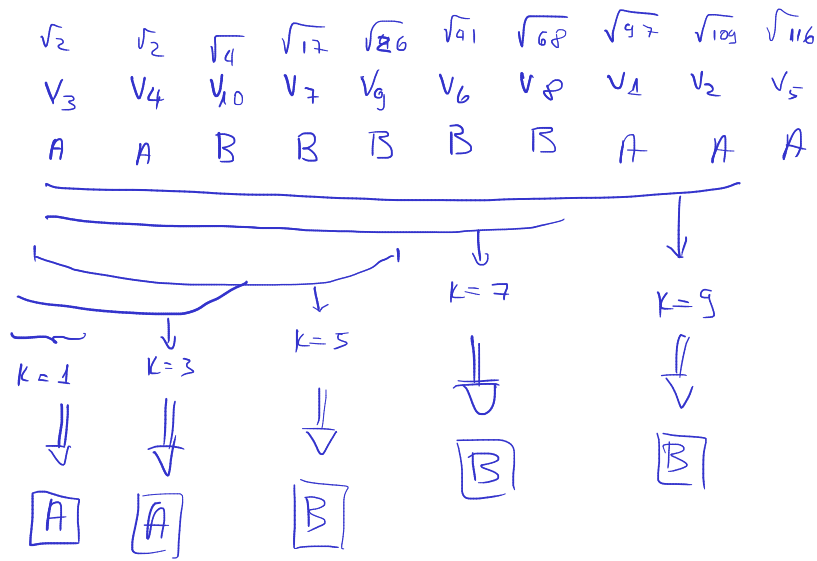 √2 √2 √4 √17 √26 √41 √68 √97 √109 √116
V3 V4 V10 V7 V9 V6 V8 V1 V2 V5
A A B B B B B A A A
K=7 K=9
K=5
K=1 K=3
B B
A A B